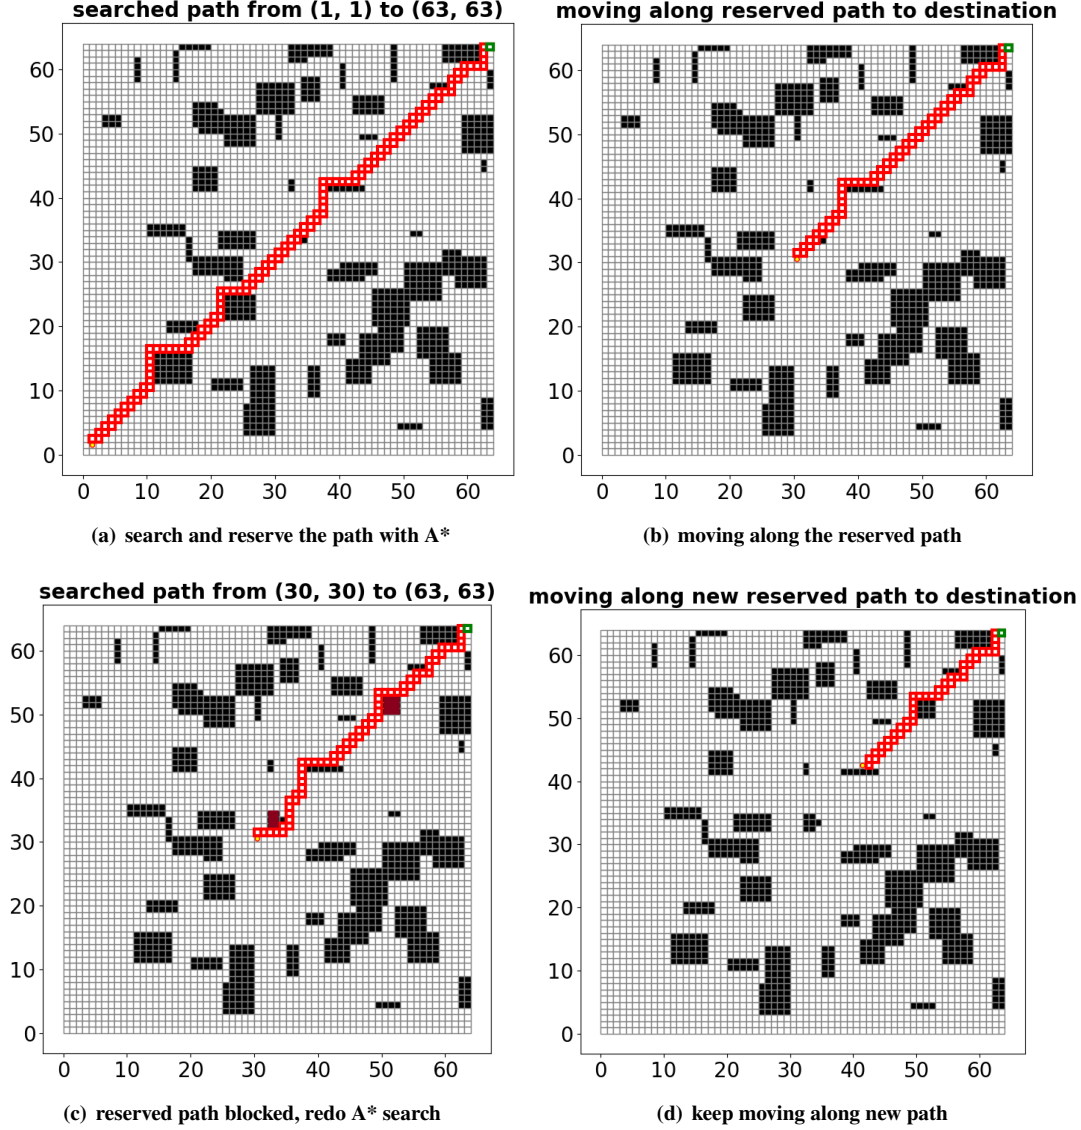 searched path from (1, 1) to (63, 63)
60
50
40
30
20
10
0
0 10 20 30 40 50 60
(a) search and reserve the path with A*
moving along reserved path to destination
60
50
40
30
20
10
0
0 10 20 30 40 50 60
(b) moving along the reserved path
searched path from (30, 30) to (63, 63)
60
50
40
30
20
10
0
0 10 20 30 40 50 60
(c) reserved path blocked, redo A* search
moving along new reserved path to destination
60
50
40
30
20
10
0
0 10 20 30 40 50 60
(d) keep moving along new path